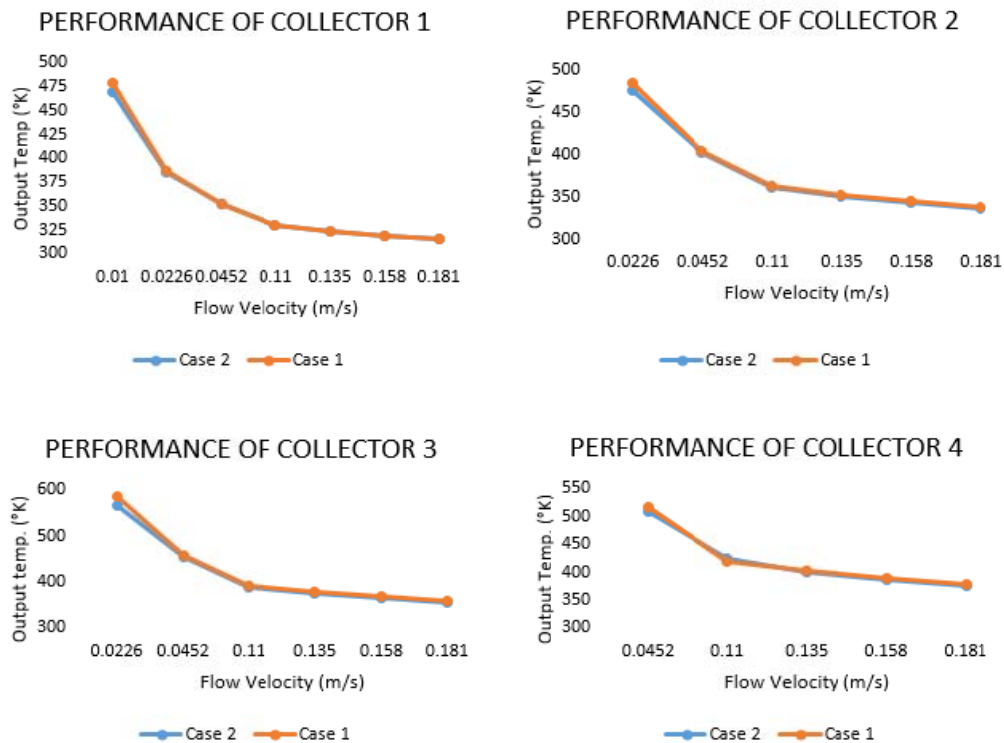 PERFORMANCE OF COLLECTOR 1
Output Temp (°K)
500
475
450
425
400
375
350
325
300
0.01 0.0226 0.0452 0.11 0.135 0.158 0.181
Flow Velocity (m/s)
Case 2 Case 1
PERFORMANCE OF COLLECTOR 2
Output Temp. (°K)
500
450
400
350
300
0.0226 0.0452 0.11 0.135 0.158 0.181
Flow Velocity (m/s)
Case 2 Case 1
PERFORMANCE OF COLLECTOR 3
Output temp. (°K)
600
500
400
300
0.0226 0.0452 0.11 0.135 0.158 0.181
Flow Velocity (m/s)
Case 2 Case 1
PERFORMANCE OF COLLECTOR 4
Output Temp. (°K)
550
500
450
400
350
300
0.0452 0.11 0.135 0.158 0.181
Flow Velocity (m/s)
Case 2 Case 1